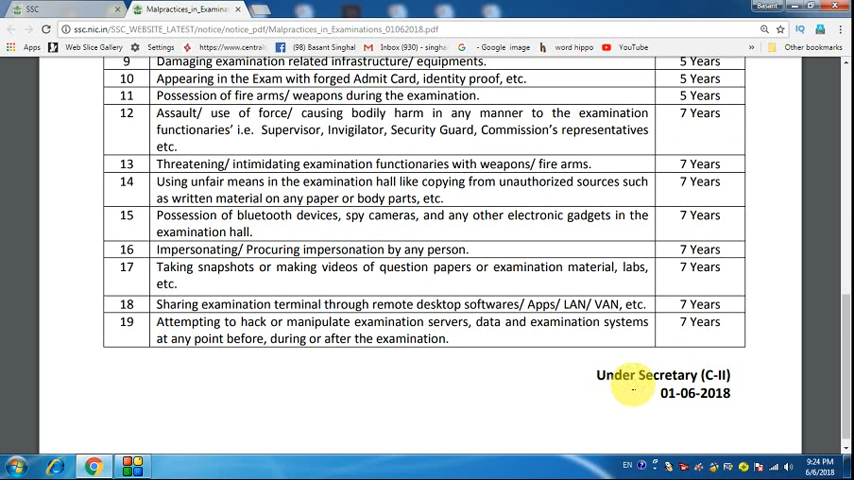 SSC
Malpractices_in_Examina
Basant
ssc.nic.in/SSC_WEBSITE_LATEST/notice/notice_pdf/Malpractices_in_Examinations_01062018.pdf
Apps Web Slice Gallery Settings https://www.central (98) Basant Singhal Inbox (930) - singha G - Google image word hippo YouTube Other bookmarks
9 Damaging examination related infrastructure/ equipments. 5 Years
10 Appearing in the Exam with forged Admit Card, identity proof, etc. 5 Years
11 Possession of fire arms/ weapons during the examination. 5 Years
12 Assault/ use of force/ causing bodily harm in any manner to the examination 7 Years
functionaries' i.e. Supervisor, Invigilator, Security Guard, Commission's representatives
etc.
13 Threatening/ intimidating examination functionaries with weapons/ fire arms. 7 Years
14 Using unfair means in the examination hall like copying from unauthorized sources such 7 Years
as written material on any paper or body parts, etc.
15 Possession of bluetooth devices, spy cameras, and any other electronic gadgets in the 7 Years
examination hall.
16 Impersonating/ Procuring impersonation by any person. 7 Years
17 Taking snapshots or making videos of question papers or examination material, labs, 7 Years
etc.
18 Sharing examination terminal through remote desktop softwares/ Apps/ LAN/ VAN, etc. 7 Years
19 Attempting to hack or manipulate examination servers, data and examination systems 7 Years
at any point before, during or after the examination.
Under Secretary (C-II)
01-06-2018
EN
9:24 PM
6/6/2018